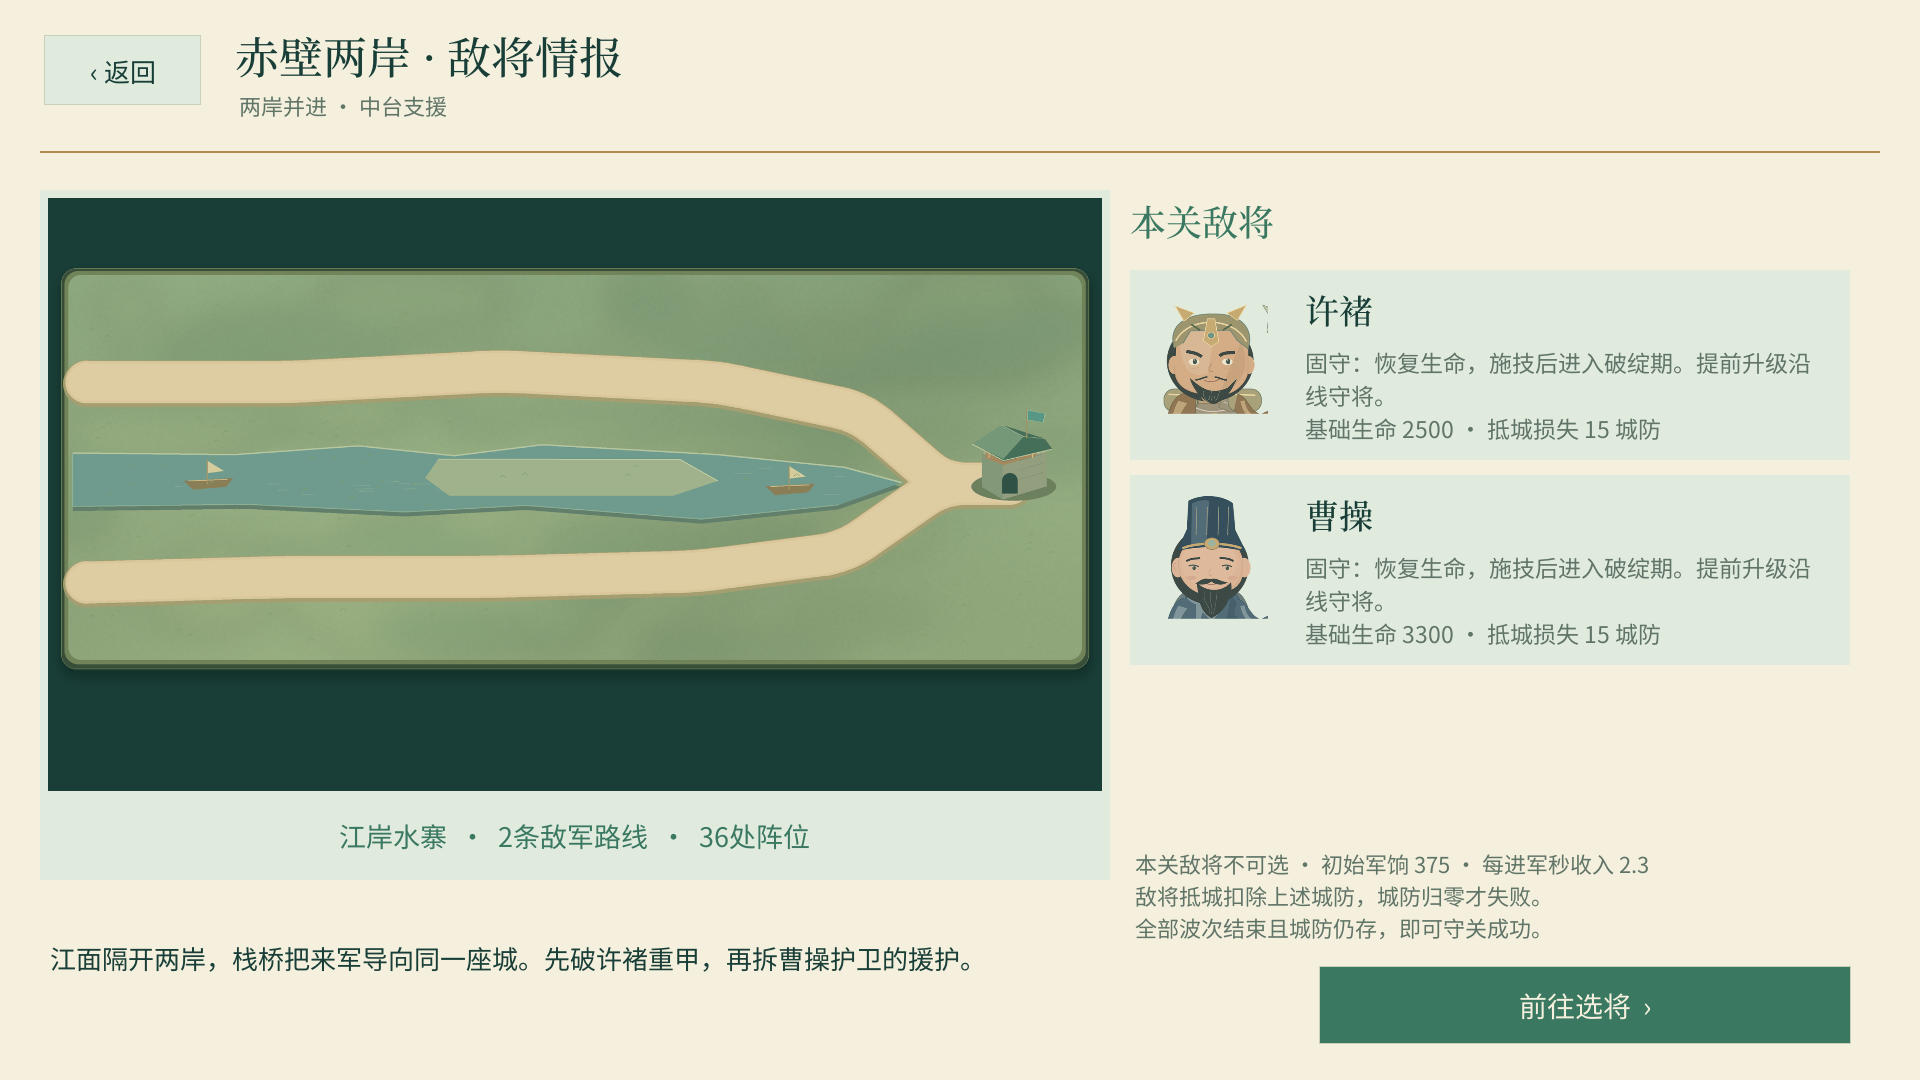 ‹ 返回
赤壁两岸 · 敌将情报
两岸并进 · 中台支援
本关敌将
许褚
固守：恢复生命，施技后进入破绽期。提前升级沿
线守将。
基础生命 2500 · 抵城损失 15 城防
曹操
固守：恢复生命，施技后进入破绽期。提前升级沿
线守将。
基础生命 3300 · 抵城损失 15 城防
江岸水寨 · 2条敌军路线 · 36处阵位
江面隔开两岸，栈桥把来军导向同一座城。先破许褚重甲，再拆曹操护卫的援护。
本关敌将不可选 · 初始军饷 375 · 每进军秒收入 2.3
敌将抵城扣除上述城防，城防归零才失败。
全部波次结束且城防仍存，即可守关成功。
前往选将 ›